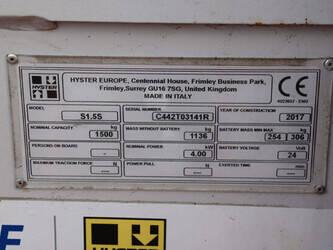 HYSTER
HYSTER EUROPE, Centennial House, Frimley Business Park,
Frimley,Surrey GU16 7SG, United Kingdom
MADE IN ITALY
CE
MODEL SERIAL NUMBER YEAR OF CONSTRUCTION
S1.5S C442T03141R 2017
NOMINAL CAPACITY kg MASS WITHOUT BATTERY kg BATTERY MASS MIN MAX kg
1500 1136 254 306
PERSONS ON BOARD NOMINAL POWER kW BATTERY VOLTAGE V
- 4.00 24
MAXIMUM TRACTION FORCE N POWER PULL N EXERTED TIME min
--- --- ---
HYSTER